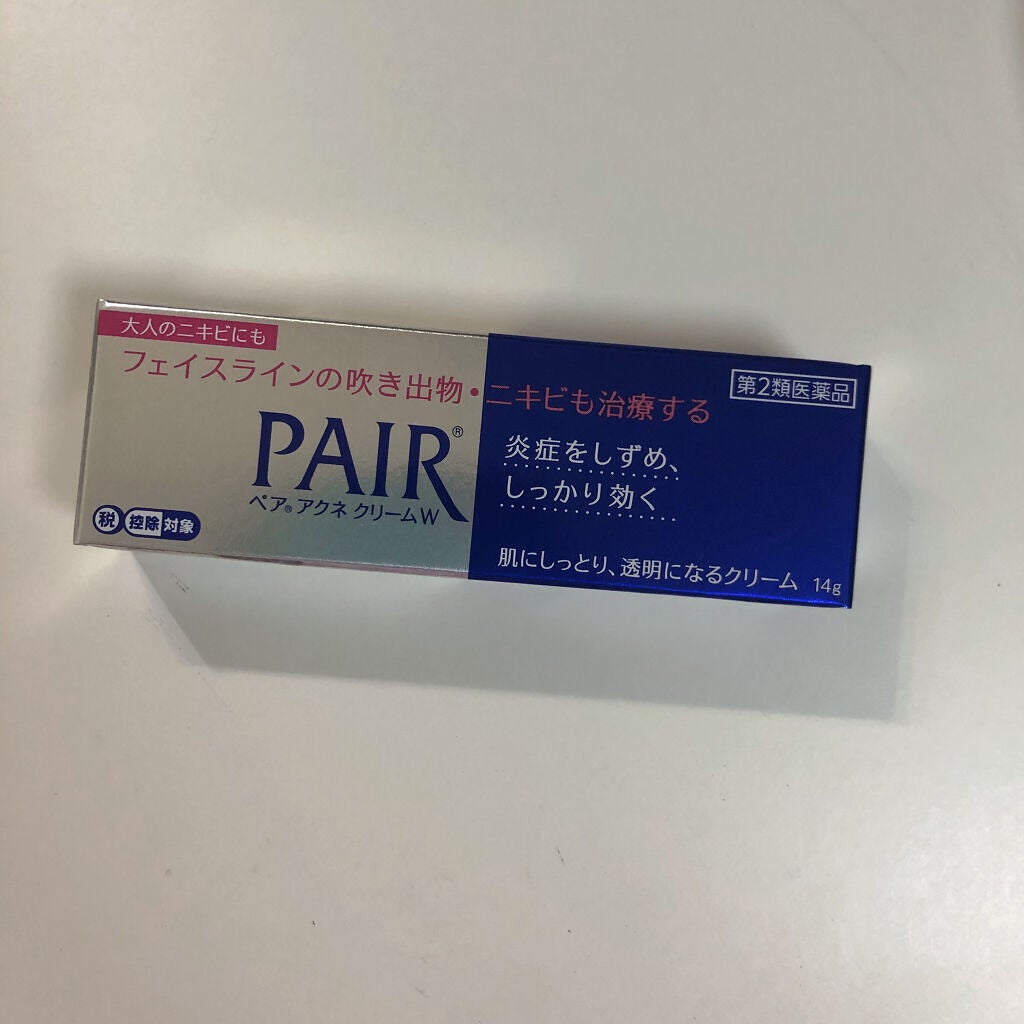 大人のニキビにも
フェイスラインの吹き出物・ニキビも治療する
第2類医薬品
PAIR®
ペア®アクネ クリームW
炎症をしずめ、
しっかり効く
税 控除対象
肌にしっとり、透明になるクリーム 14g